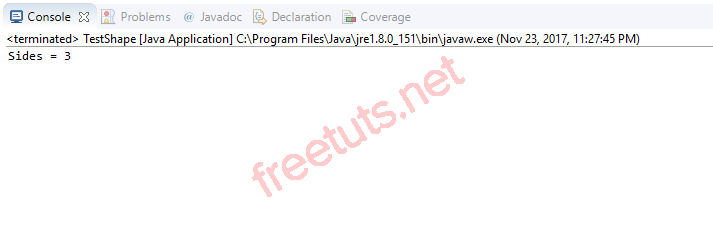 Console Problems @ Javadoc Declaration Coverage
<terminated> TestShape [Java Application] C:\Program Files\Java\jre1.8.0_151\bin\javaw.exe (Nov 23, 2017, 11:27:45 PM)
Sides = 3
freetuts.net